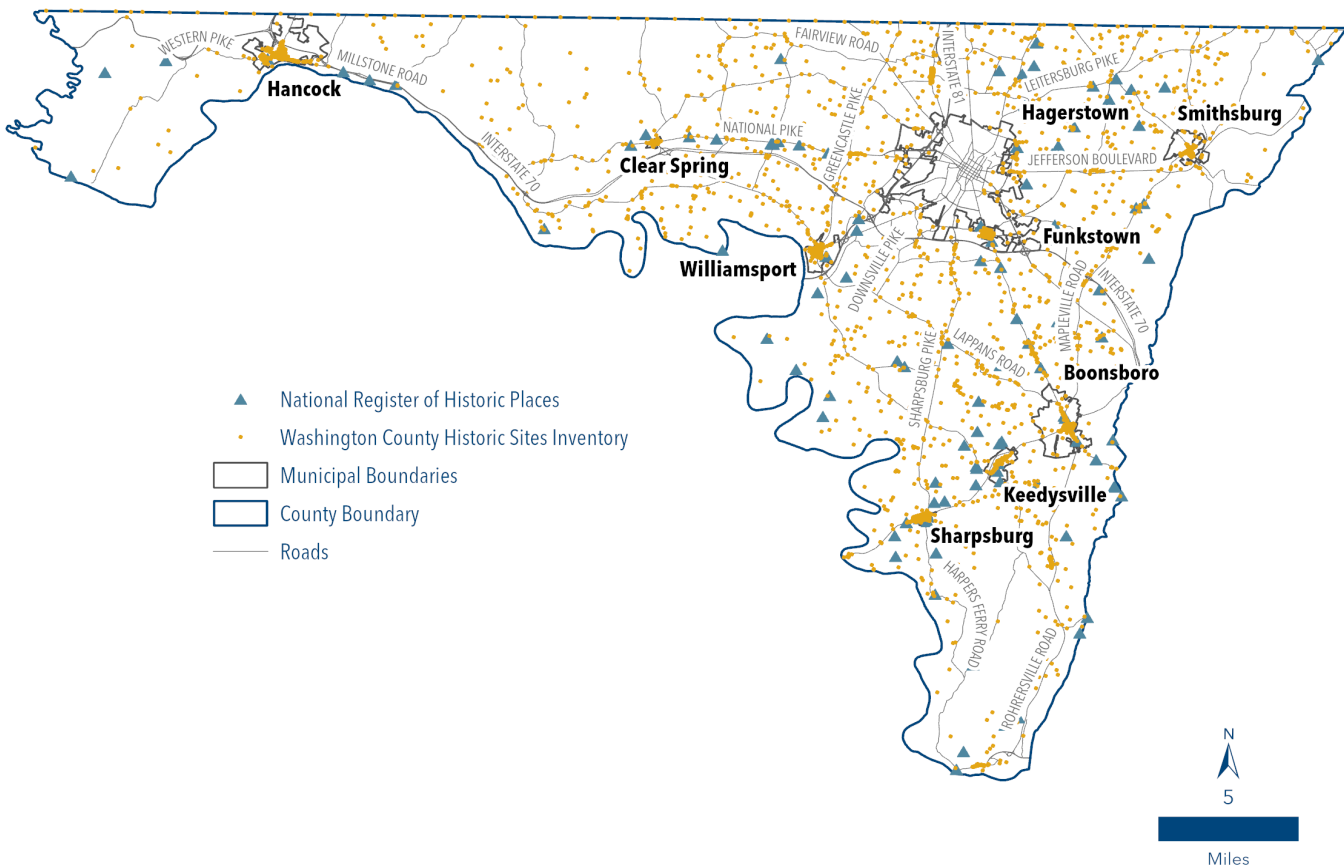 WESTERN PIKE
MILLSTONE ROAD
Hancock
FAIRVIEW ROAD
INTERSTATE 81
LEITERSBURG PIKE
Hagerstown
Smithsburg
NATIONAL PIKE
GREENCASTLE PIKE
JEFFERSON BOULEVARD
INTERSTATE 70
Clear Spring
Funkstown
Williamsport
DOWNSVILLE PIKE
MAPLEVILLE ROAD
INTERSTATE 70
SHARPSBURG PIKE
LAPPANS ROAD
Boonsboro
National Register of Historic Places
Washington County Historic Sites Inventory
Municipal Boundaries
County Boundary
Roads
Keedysville
Sharpsburg
HARPERS FERRY ROAD
ROHRERSVILLE ROAD
N
5
Miles